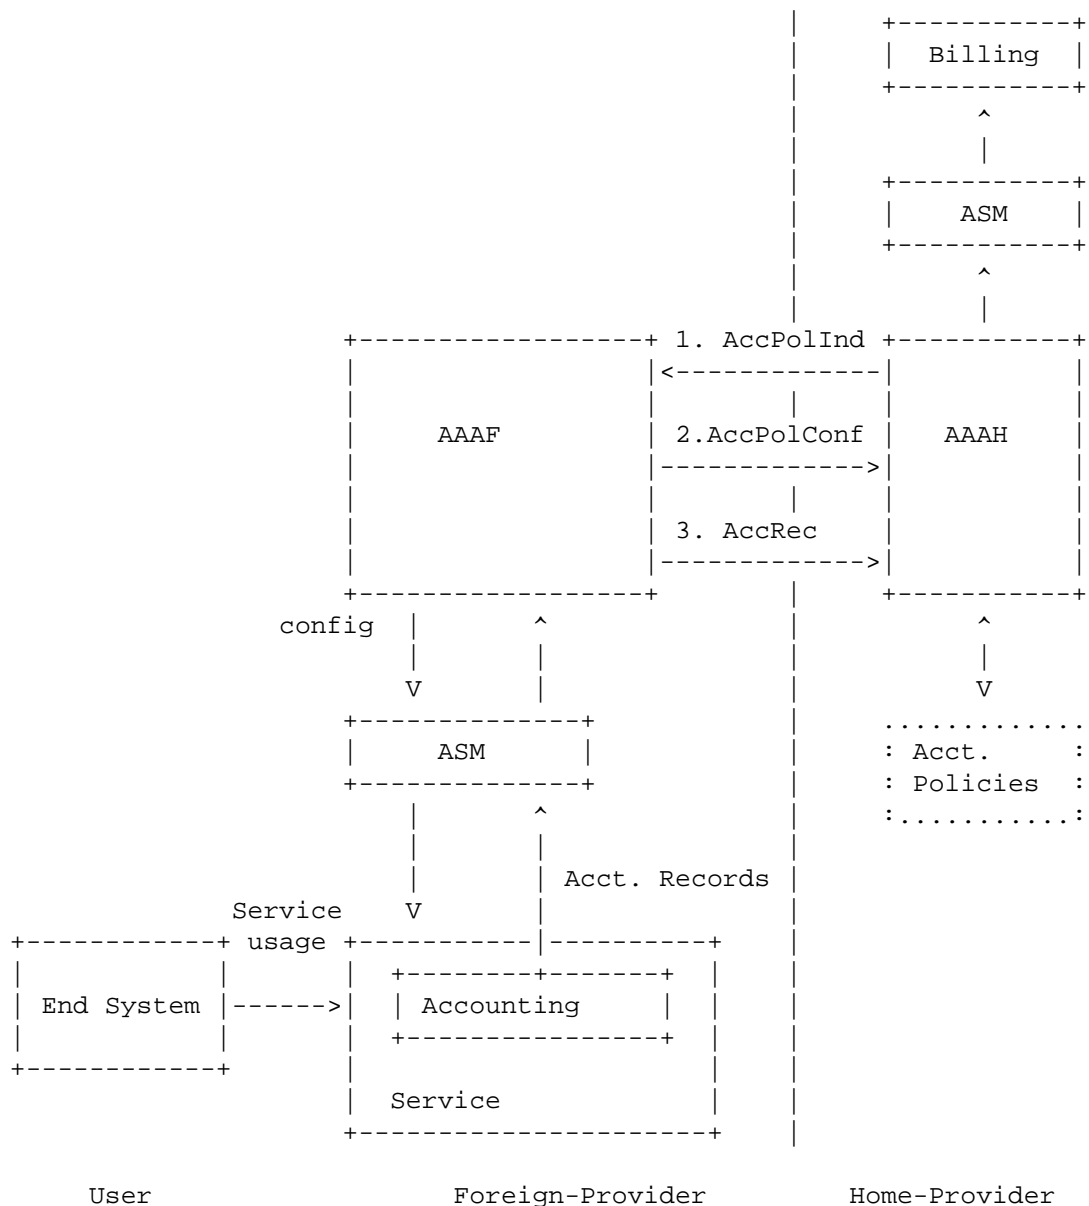 Billing
ASM
1. AccPolInd
AAAF 2.AccPolConf AAAH
3. AccRec
config
ASM : Acct. :
: Policies :
Acct. Records
Service
usage
End System Accounting
Service
User Foreign-Provider Home-Provider